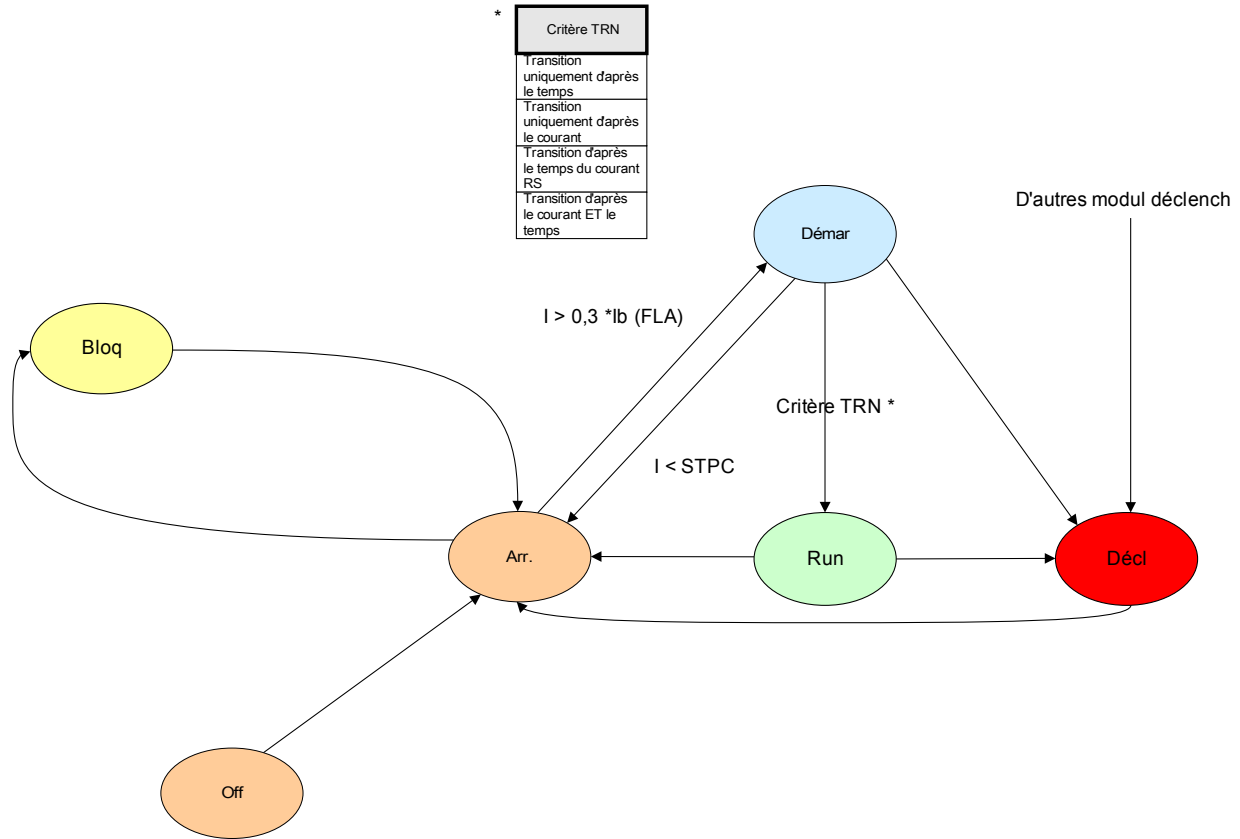 *
Critère TRN
Transition
uniquement d'après
le temps
Transition
uniquement d'après
le courant
Transition d'après
le temps du courant
RS
Transition d'après
le courant ET le
temps
D'autres modul déclench
Démar
I > 0,3 *Ib (FLA)
Bloq
Critère TRN *
I < STPC
Arr.
Run
Décl
Off